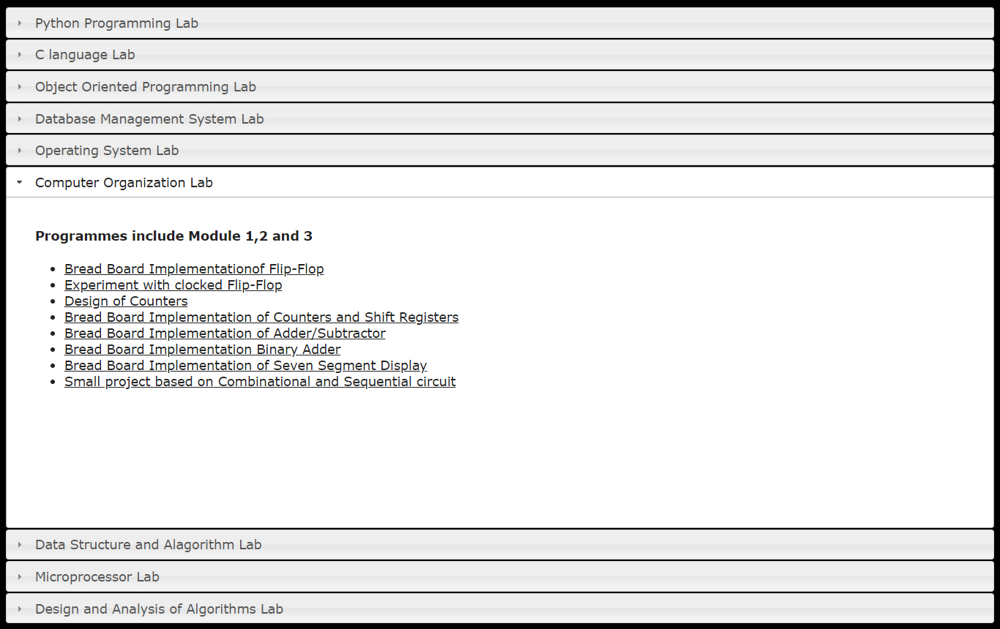 Python Programming Lab
C language Lab
Object Oriented Programming Lab
Database Management System Lab
Operating System Lab
Computer Organization Lab
Programmes include Module 1,2 and 3
Bread Board Implementationof Flip-Flop
Experiment with clocked Flip-Flop
Design of Counters
Bread Board Implementation of Counters and Shift Registers
Bread Board Implementation of Adder/Subtractor
Bread Board Implementation Binary Adder
Bread Board Implementation of Seven Segment Display
Small project based on Combinational and Sequential circuit
Data Structure and Alagorithm Lab
Microprocessor Lab
Design and Analysis of Algorithms Lab